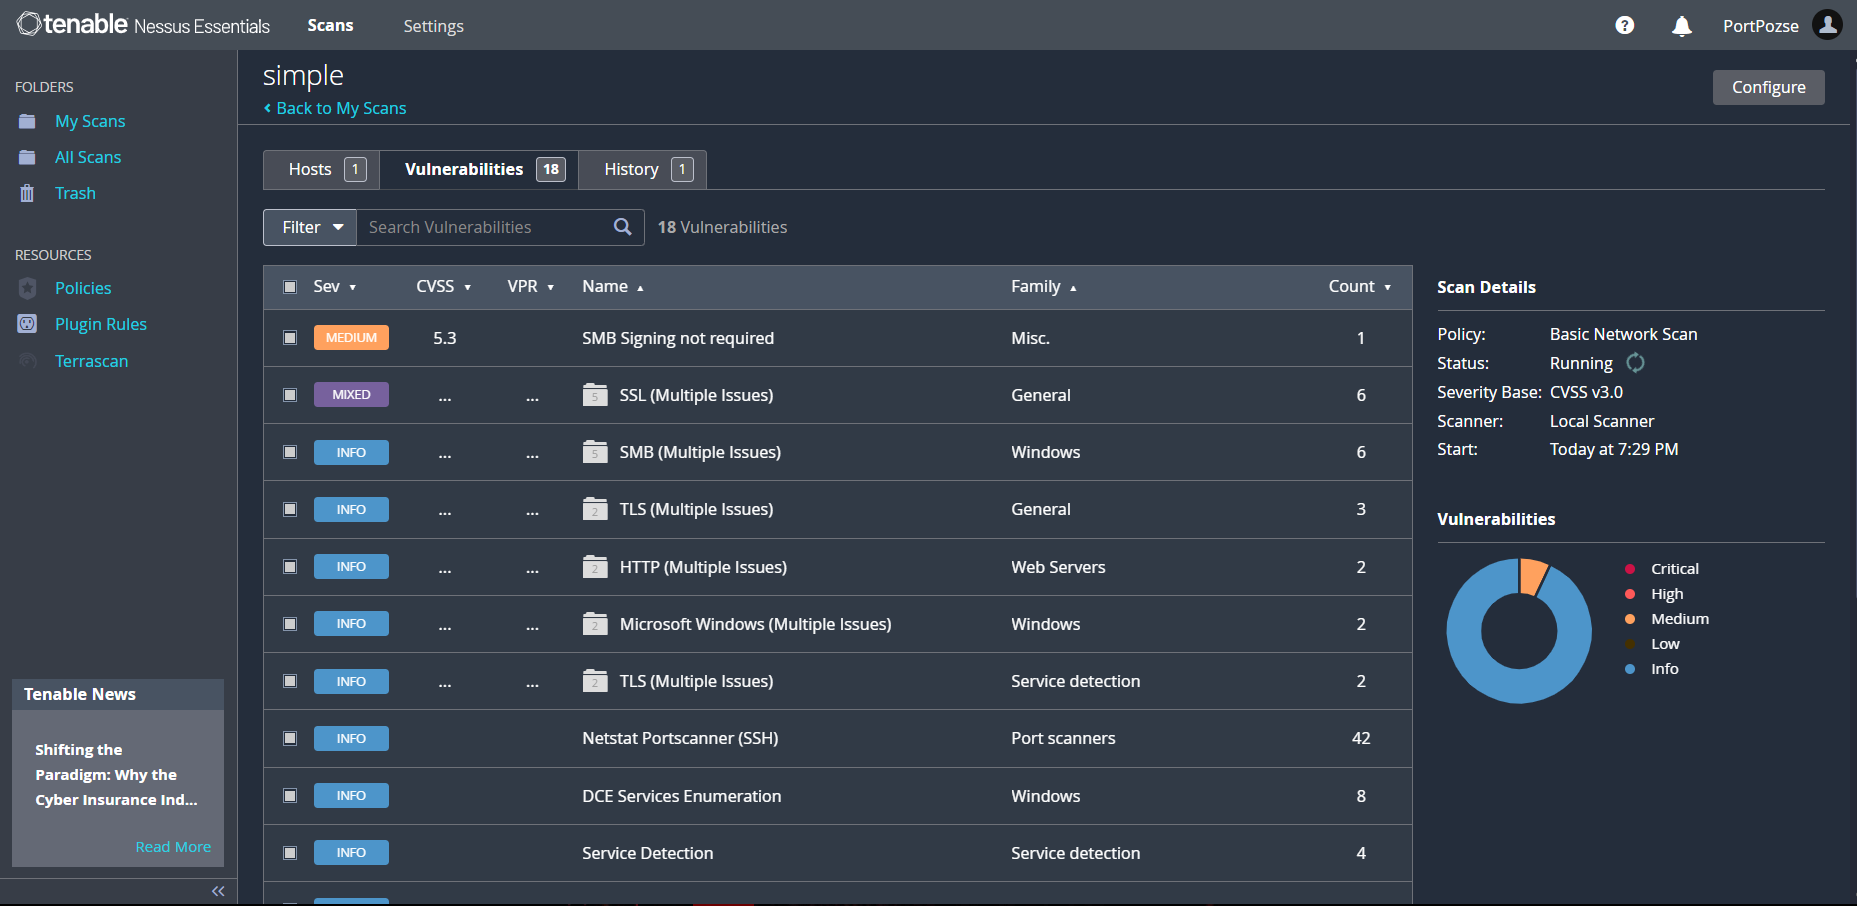 tenable Nessus Essentials Scans Settings ? PortPozse
FOLDERS
My Scans
All Scans
Trash
RESOURCES
Policies
Plugin Rules
Terrascan
Tenable News
Shifting the
Paradigm: Why the
Cyber Insurance Ind...
Read More
simple
Back to My Scans
Configure
Hosts 1 Vulnerabilities 18 History 1
Filter Search Vulnerabilities 18 Vulnerabilities
Sev CVSS VPR Name Family Count
MEDIUM 5.3 SMB Signing not required Misc. 1
MIXED ... ... 5 SSL (Multiple Issues) General 6
INFO ... ... 5 SMB (Multiple Issues) Windows 6
INFO ... ... 2 TLS (Multiple Issues) General 3
INFO ... ... 2 HTTP (Multiple Issues) Web Servers 2
INFO ... ... 2 Microsoft Windows (Multiple Issues) Windows 2
INFO ... ... 2 TLS (Multiple Issues) Service detection 2
INFO Netstat Portscanner (SSH) Port scanners 42
INFO DCE Services Enumeration Windows 8
INFO Service Detection Service detection 4
Scan Details
Policy: Basic Network Scan
Status: Running
Severity Base: CVSS v3.0
Scanner: Local Scanner
Start: Today at 7:29 PM
Vulnerabilities
Critical
High
Medium
Low
Info